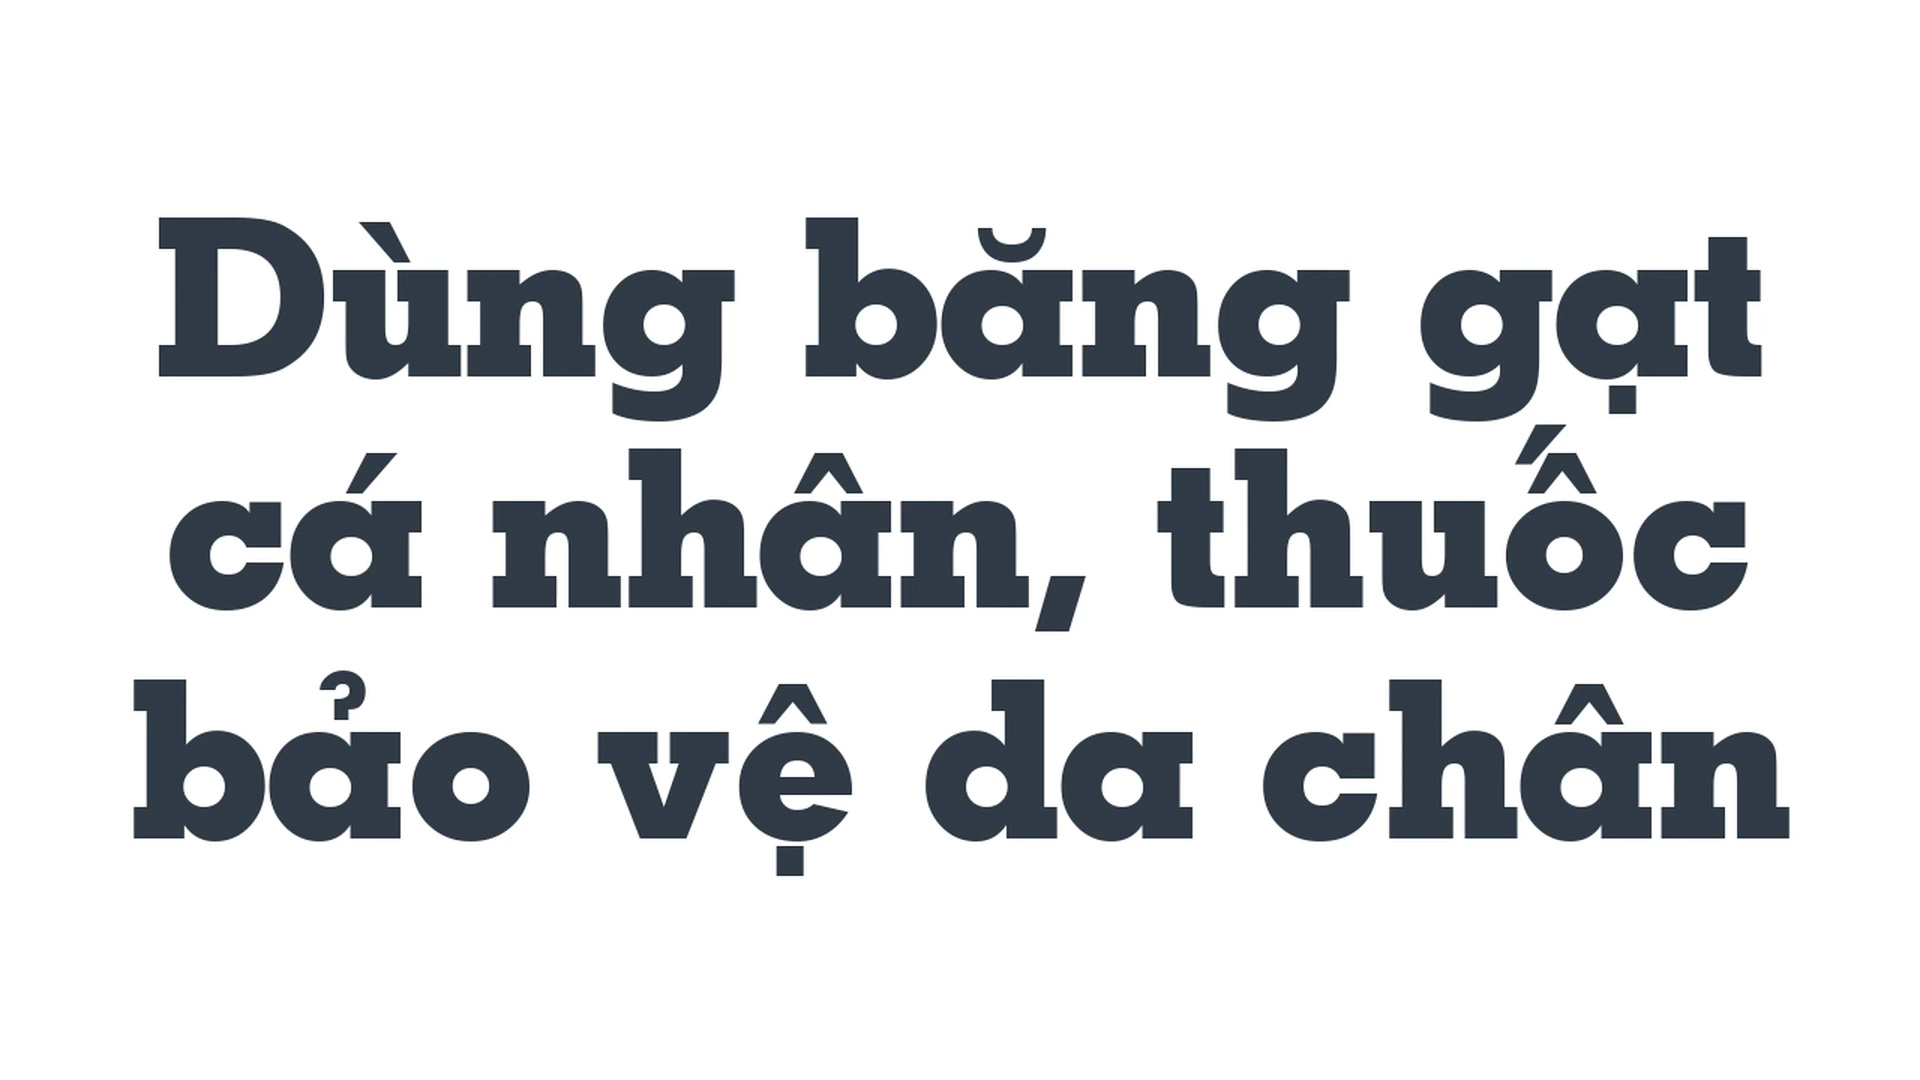 Dùng băng gạt
cá nhân, thuốc
bảo vệ da chân